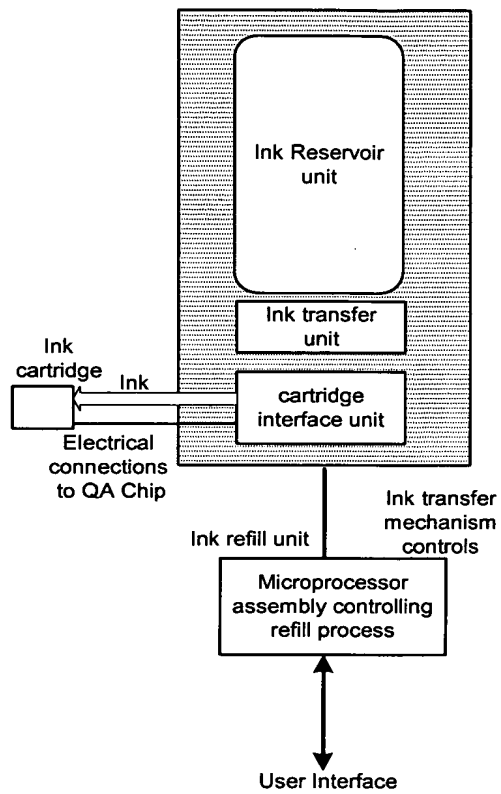 Ink Reservoir
unit
Ink transfer
unit
Ink
cartridge
Ink
cartridge
interface unit
Electrical
connections
to QA Chip
Ink transfer
mechanism
controls
Ink refill unit
Microprocessor
assembly controlling
refill process
User Interface